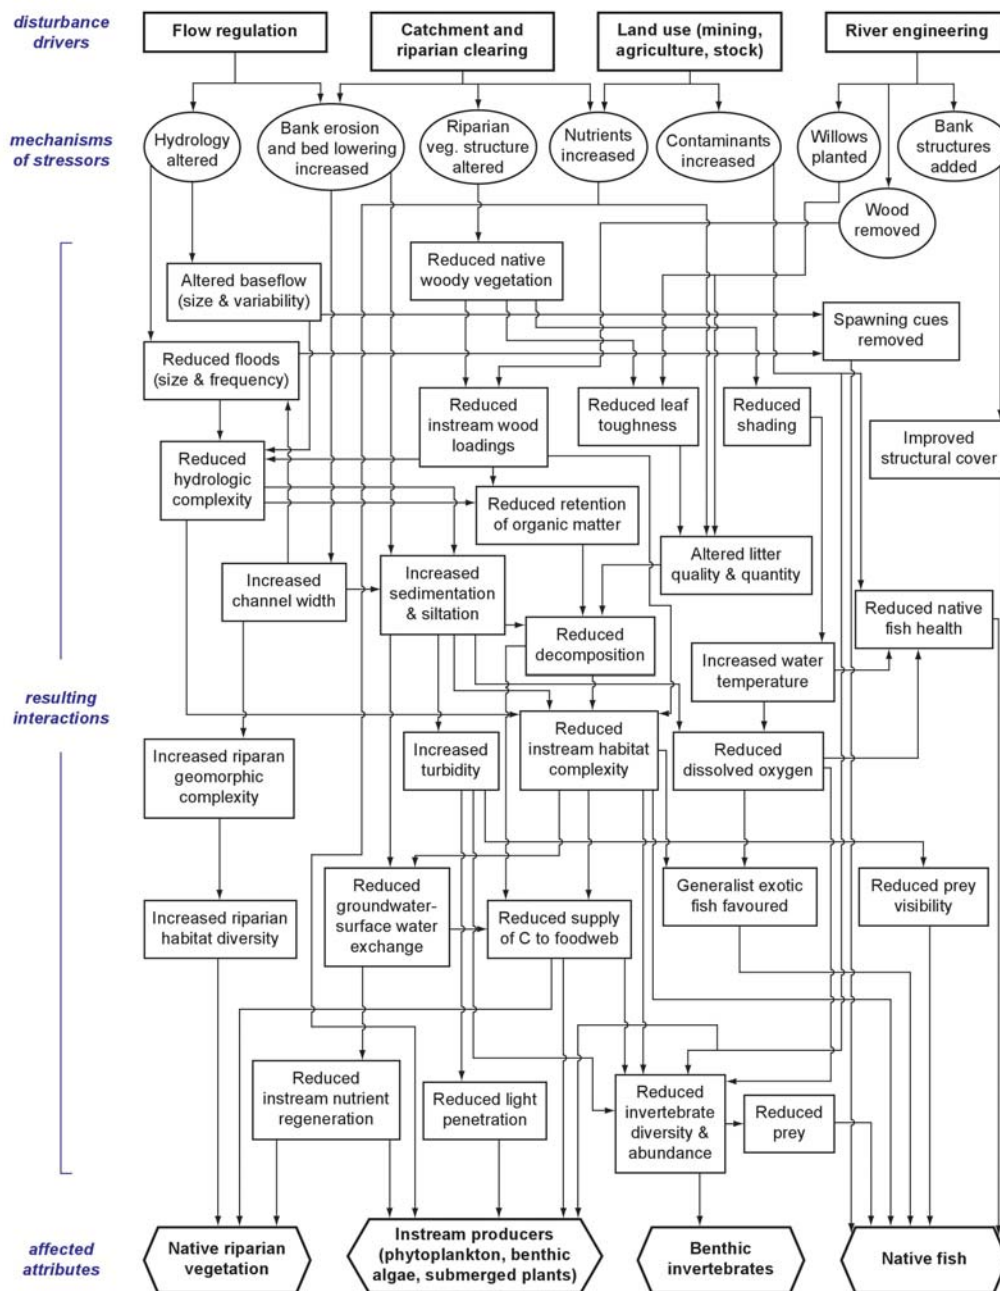 disturbance
drivers
Flow regulation
Catchment and
riparian clearing
Land use (mining,
agriculture, stock)
River engineering
mechanisms
of stressors
Hydrology
altered
Bank erosion
and bed lowering
increased
Riparian
veg. structure
altered
Nutrients
increased
Contaminants
increased
Willows
planted
Bank
structures
added
Wood
removed
Reduced native
woody vegetation
Altered baseflow
(size & variability)
Spawning cues
removed
Reduced floods
(size & frequency)
Reduced
instream wood
loadings
Reduced leaf
toughness
Reduced
shading
Improved
structural cover
Reduced
hydrologic
complexity
Reduced retention
of organic matter
Altered litter
quality & quantity
Increased
channel width
Increased
sedimentation
& siltation
Reduced native
fish health
Reduced
decomposition
Increased water
temperature
resulting
interactions
Increased riparan
geomorphic
complexity
Increased
turbidity
Reduced
instream habitat
complexity
Reduced
dissolved oxygen
Reduced
groundwater-
surface water
exchange
Generalist exotic
fish favoured
Reduced prey
visibility
Increased riparian
habitat diversity
Reduced supply
of C to foodweb
Reduced
instream nutrient
regeneration
Reduced light
penetration
Reduced
invertebrate
diversity &
abundance
Reduced
prey
affected
attributes
Native riparian
vegetation
Instream producers
(phytoplankton, benthic
algae, submerged plants)
Benthic
invertebrates
Native fish